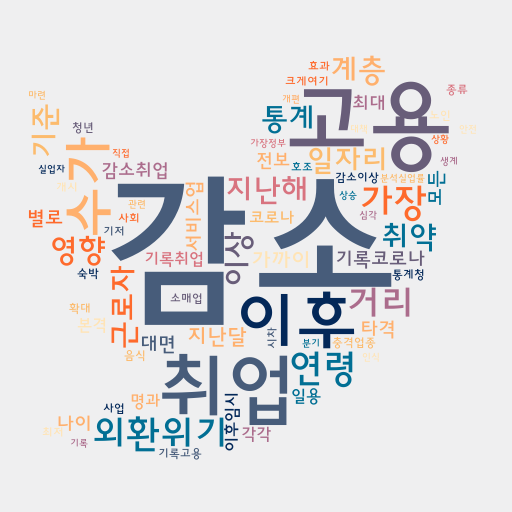 효과
계층
크게여기
마련
개편
고용
종류
기준
청년
통계
최대
상황
가장정부
직접
전보
호조
일자리
생계
실업자
감소취업
감소이상
분석실업률
수가
서비스업
지난해
상승
가장
모든
별로
관련
사회
코로나
심각
취약
영향
기저
감소
이상
가까이
기록코로나
숙박
기록취업
통계청
근로자
소매업
이후
거리
확대
본격
대면
지난달
시차
타격
음식
분기
충격업종
취업
연령
명과
일용
사업
나이
외환위기
이후임시
각각
기록
기록고용